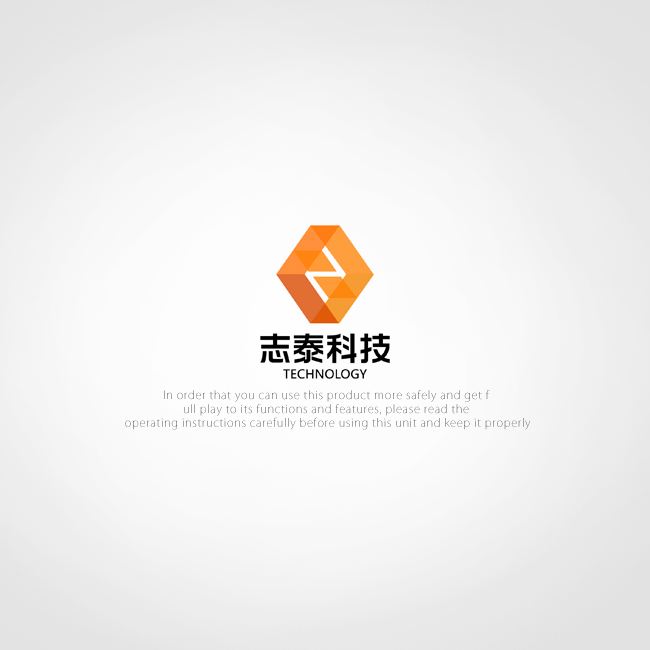 志泰科技
TECHNOLOGY
In order that you can use this product more safely and get f
ull play to its functions and features, please read the
operating instructions carefully before using this unit and keep it properly